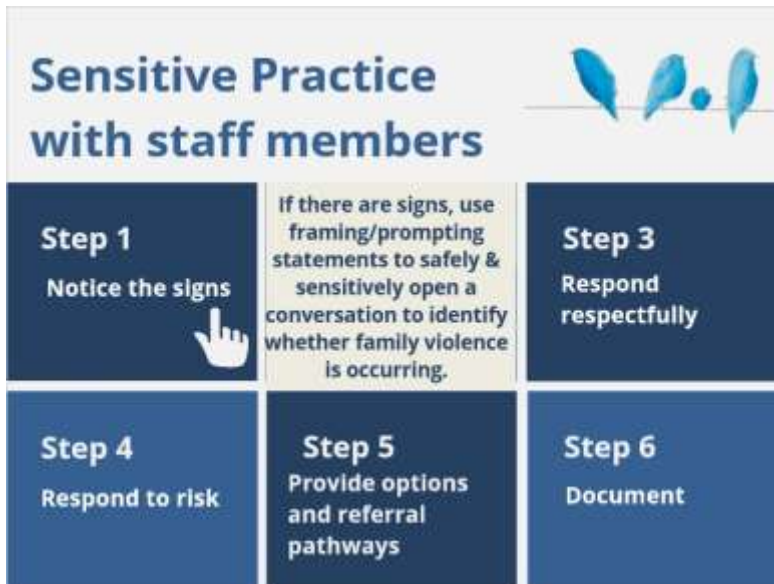 Sensitive Practice
with staff members
Step 1
Notice the signs
If there are signs, use
framing/prompting
statements to safely &
sensitively open a
conversation to identify
whether family violence
is occurring.
Step 3
Respond
respectfully
Step 4
Respond to risk
Step 5
Provide options
and referral
pathways
Step 6
Document